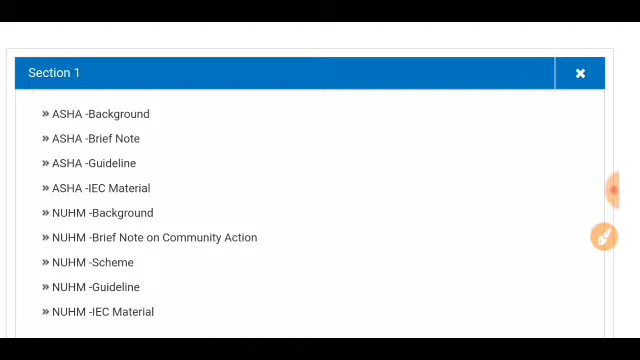 Section 1
» ASHA -Background
» ASHA -Brief Note
» ASHA -Guideline
» ASHA -IEC Material
» NUHM -Background
» NUHM -Brief Note on Community Action
» NUHM -Scheme
» NUHM -Guideline
» NUHM -IEC Material